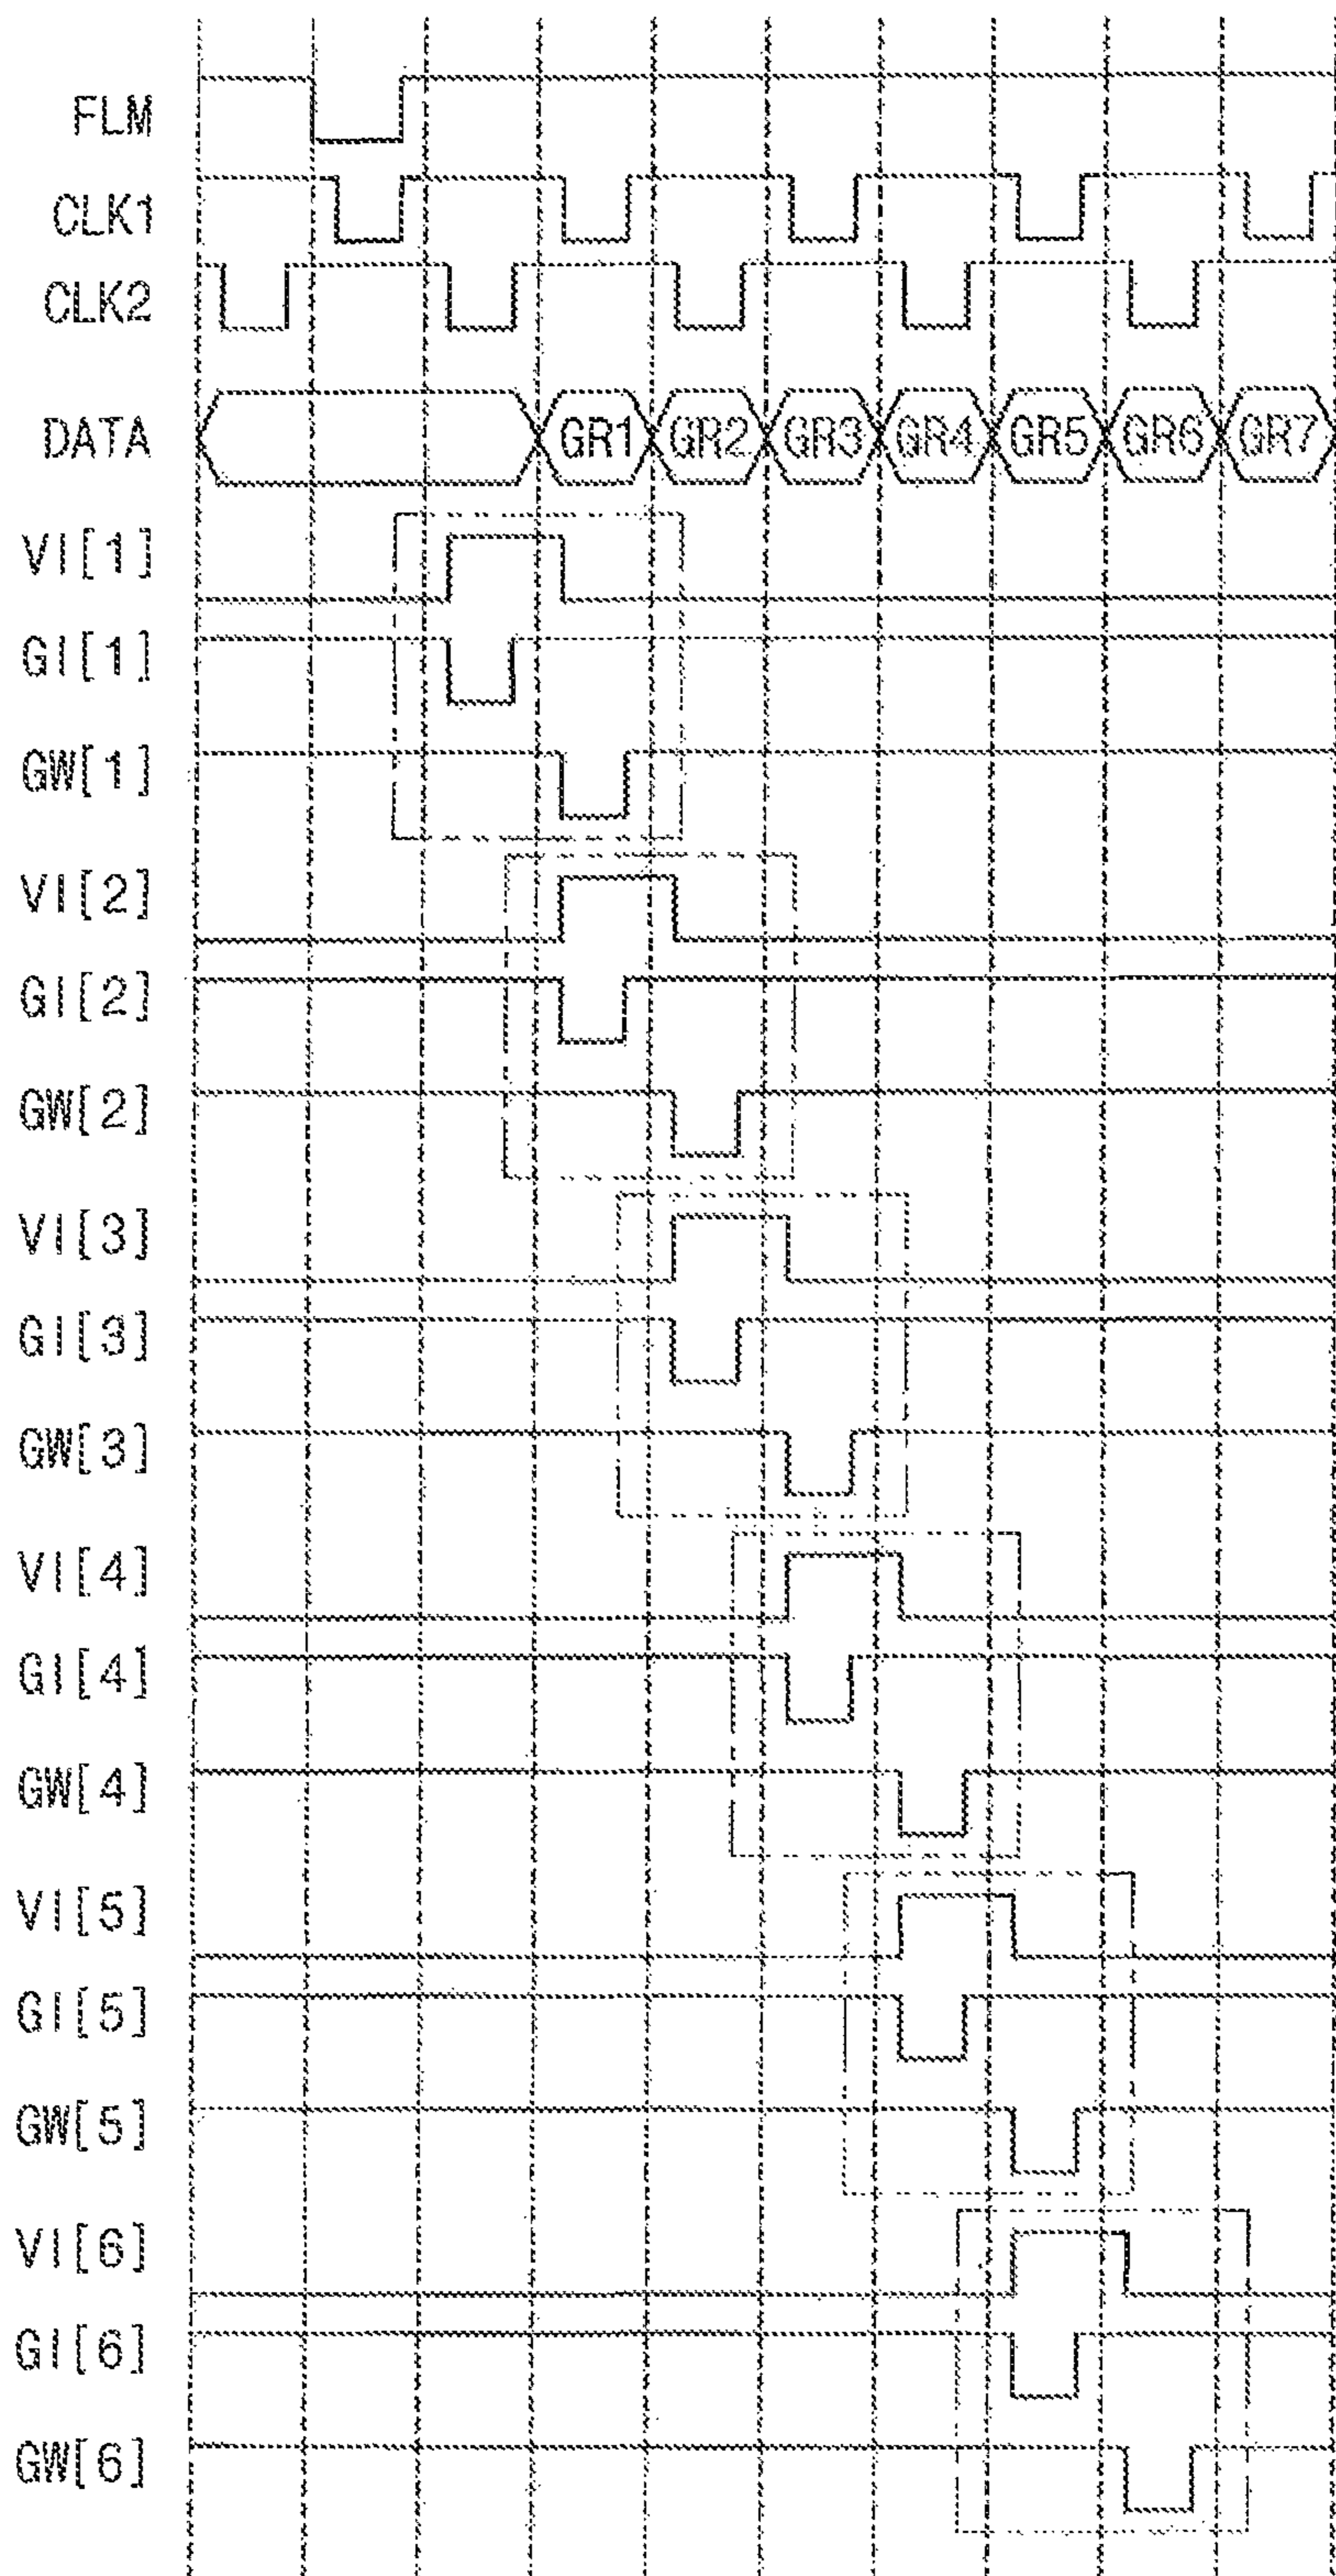 FLM
CLK1
CLK2
DATA GR1 GR2 GR3 GR4 GR5 GR6 GR7
VI[1]
GI[1]
GW[1]
VI[2]
GI[2]
GW[2]
VI[3]
GI[3]
GW[3]
VI[4]
GI[4]
GW[4]
VI[5]
GI[5]
GW[5]
VI[6]
GI[6]
GW[6]